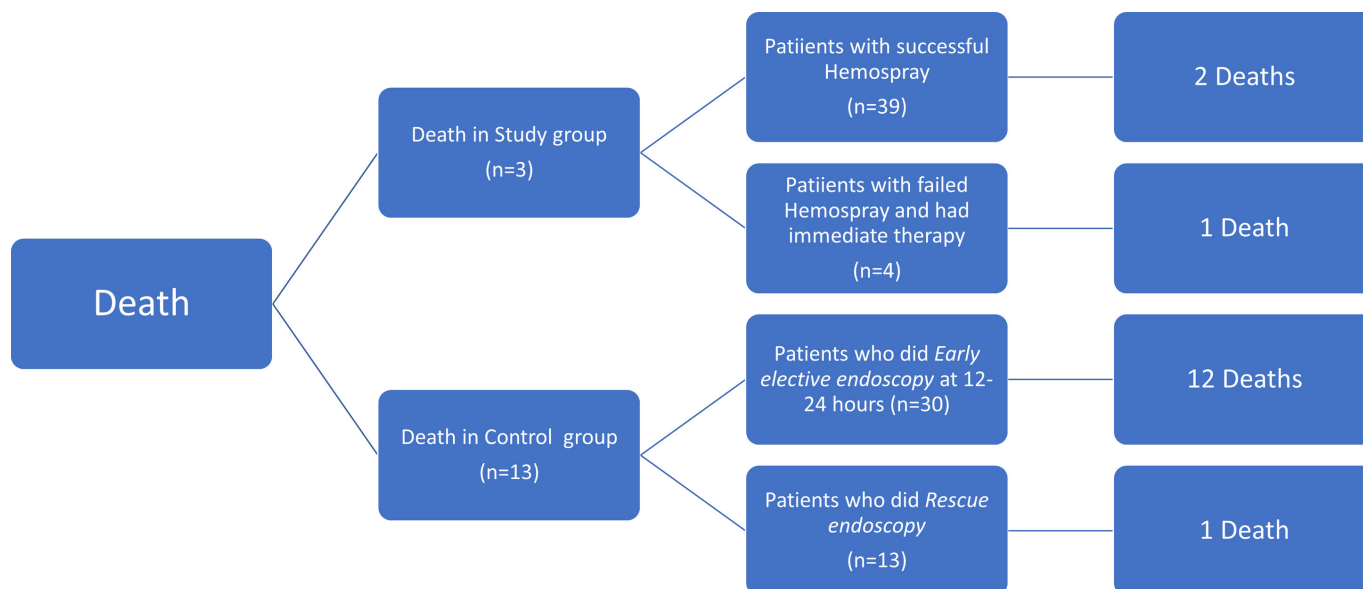 Death
Death in Study group
(n=3)
Death in Control group
(n=13)
Patiients with successful
Hemospray
(n=39)
Patiients with failed
Hemospray and had
immediate therapy
(n=4)
Patients who did Early
elective endoscopy at 12-
24 hours (n=30)
Patients who did Rescue
endoscopy
(n=13)
2 Deaths
1 Death
12 Deaths
1 Death